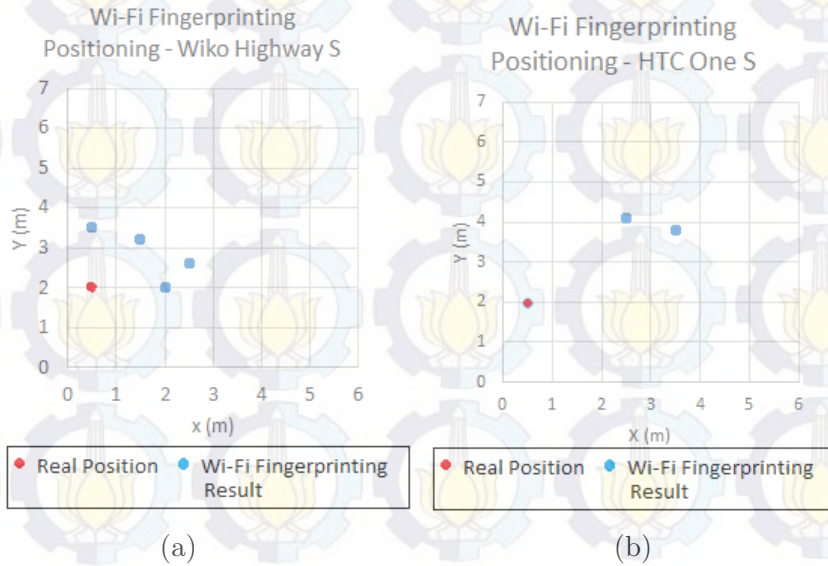 Wi-Fi Fingerprinting
Positioning - Wiko Highway S
7
6
5
4
3
2
1
0
Y (m)
0 1 2 3 4 5 6
x (m)
Real Position Wi-Fi Fingerprinting
Result
(a)
Wi-Fi Fingerprinting
Positioning - HTC One S
7
6
5
4
3
2
1
0
Y (m)
0 1 2 3 4 5 6
X (m)
Real Position Wi-Fi Fingerprinting
Result
(b)